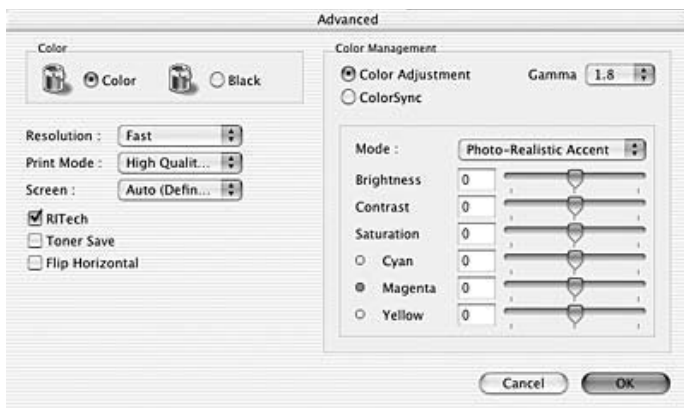 Advanced
Color
Color
Black
Resolution :
Fast
Print Mode :
High Qualit...
Screen :
Auto (Defin...
RITech
Toner Save
Flip Horizontal
Color Management
Color Adjustment
Gamma
1.8
ColorSync
Mode :
Photo-Realistic Accent
Brightness
0
Contrast
0
Saturation
0
Cyan
0
Magenta
0
Yellow
0
Cancel
OK